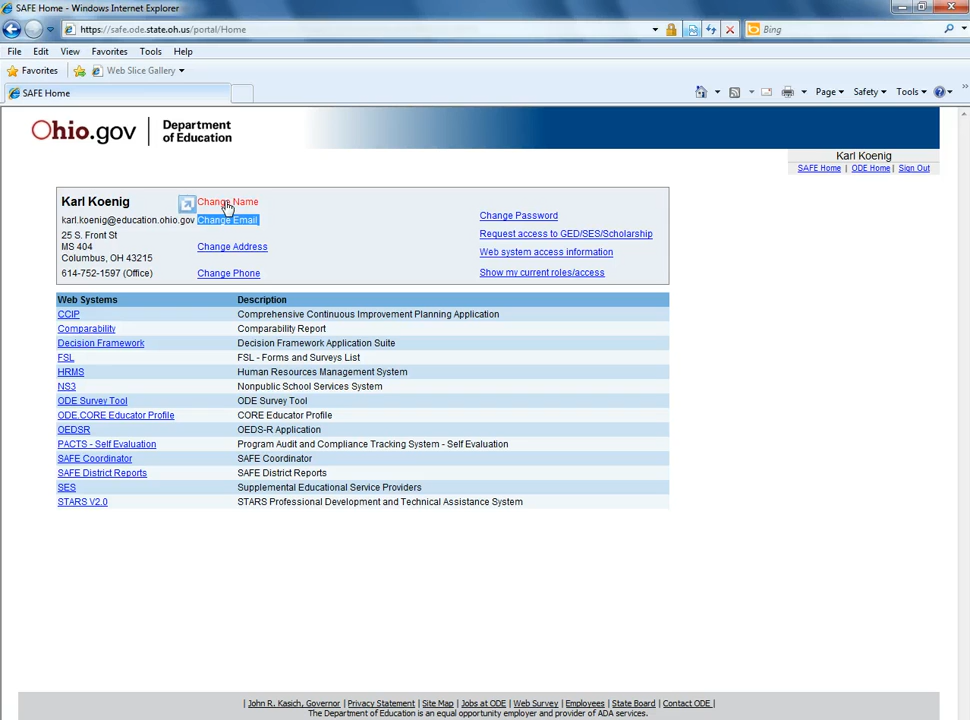 SAFE Home - Windows Internet Explorer
https://safe.ode.state.oh.us/portal/Home
Bing
File Edit View Favorites Tools Help
Favorites Web Slice Gallery
SAFE Home
Page Safety Tools
Ohio.gov Department of Education
Karl Koenig
SAFE Home | ODE Home | Sign Out
Karl Koenig Change Name
karl.koenig@education.ohio.gov Change Email
Change Password
25 S. Front St
MS 404
Columbus, OH 43215
Change Address
Request access to GED/SES/Scholarship
Web system access information
614-752-1597 (Office) Change Phone
Show my current roles/access
Web Systems Description
CCIP Comprehensive Continuous Improvement Planning Application
Comparability Comparability Report
Decision Framework Decision Framework Application Suite
FSL FSL - Forms and Surveys List
HRMS Human Resources Management System
NS3 Nonpublic School Services System
ODE Survey Tool ODE Survey Tool
ODE.CORE Educator Profile CORE Educator Profile
OEDSR OEDS-R Application
PACTS - Self Evaluation Program Audit and Compliance Tracking System - Self Evaluation
SAFE Coordinator SAFE Coordinator
SAFE District Reports SAFE District Reports
SES Supplemental Educational Service Providers
STARS V2.0 STARS Professional Development and Technical Assistance System
| John R. Kasich, Governor | Privacy Statement | Site Map | Jobs at ODE | Web Survey | Employees | State Board | Contact ODE |
The Department of Education is an equal opportunity employer and provider of ADA services.